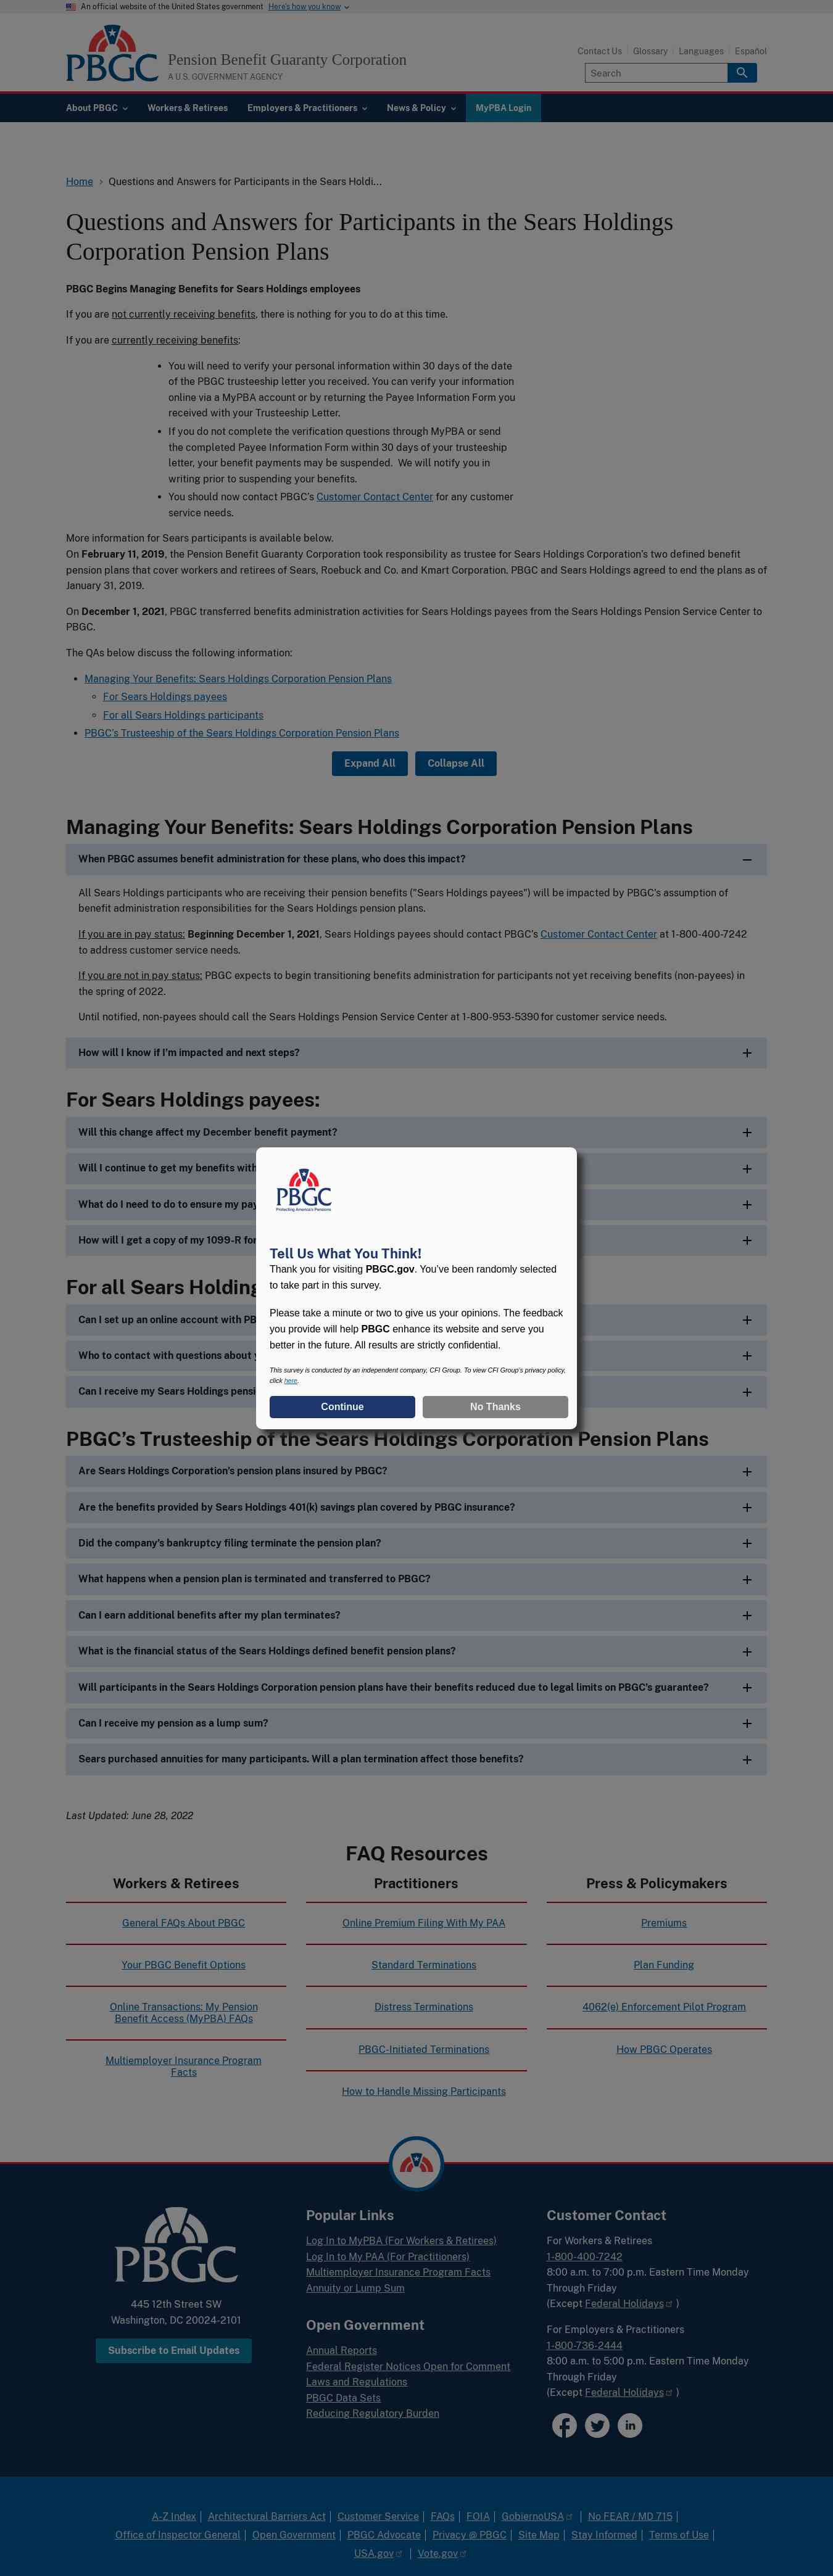 An official website of the United States government Here's how you know
PBGC
Pension Benefit Guaranty Corporation
A U.S. GOVERNMENT AGENCY
Contact Us
Glossary
Languages
Español
Search
About PBGC
Workers & Retirees
Employers & Practitioners
News & Policy
MyPBA Login
Home
Questions and Answers for Participants in the Sears Holdi...
Questions and Answers for Participants in the Sears Holdings
Corporation Pension Plans
PBGC Begins Managing Benefits for Sears Holdings employees
If you are not currently receiving benefits, there is nothing for you to do at this time.
If you are currently receiving benefits:
• You will need to verify your personal information within 30 days of the date
of the PBGC trusteeship letter you received. You can verify your information
online via a MyPBA account or by returning the Payee Information Form you
received with your Trusteeship Letter.
• If you do not complete the verification questions through MyPBA or send
the completed Payee Information Form within 30 days of your trusteeship
letter, your benefit payments may be suspended. We will notify you in
writing prior to suspending your benefits.
• You should now contact PBGC's Customer Contact Center for any customer
service needs.
More information for Sears participants is available below.
On February 11, 2019, the Pension Benefit Guaranty Corporation took responsibility as trustee for Sears Holdings Corporation's two defined benefit
pension plans that cover workers and retirees of Sears, Roebuck and Co. and Kmart Corporation. PBGC and Sears Holdings agreed to end the plans as of
January 31, 2019.
On December 1, 2021, PBGC transferred benefits administration activities for Sears Holdings payees from the Sears Holdings Pension Service Center to
PBGC.
The QAs below discuss the following information:
• Managing Your Benefits: Sears Holdings Corporation Pension Plans
◦ For Sears Holdings payees
◦ For all Sears Holdings participants
• PBGC's Trusteeship of the Sears Holdings Corporation Pension Plans
Expand All
Collapse All
Managing Your Benefits: Sears Holdings Corporation Pension Plans
When PBGC assumes benefit administration for these plans, who does this impact?
All Sears Holdings participants who are receiving their pension benefits ("Sears Holdings payees") will be impacted by PBGC's assumption of
benefit administration responsibilities for the Sears Holdings pension plans.
If you are in pay status: Beginning December 1, 2021, Sears Holdings payees should contact PBGC's Customer Contact Center at 1-800-400-7242
to address customer service needs.
If you are not in pay status: PBGC expects to begin transitioning benefits administration for participants not yet receiving benefits (non-payees) in
the spring of 2022.
Until notified, non-payees should call the Sears Holdings Pension Service Center at 1-800-953-5390 for customer service needs.
How will I know if I'm impacted and next steps?
For Sears Holdings payees:
Will this change affect my December benefit payment?
Will I continue to get my benefits with
What do I need to do to ensure my pay
How will I get a copy of my 1099-R for
For all Sears Holding
Can I set up an online account with PB
Who to contact with questions about y
Can I receive my Sears Holdings pensi
PBGC
Protecting America's Pensions
Tell Us What You Think!
Thank you for visiting PBGC.gov. You've been randomly selected
to take part in this survey.
Please take a minute or two to give us your opinions. The feedback
you provide will help PBGC enhance its website and serve you
better in the future. All results are strictly confidential.
This survey is conducted by an independent company, CFI Group. To view CFI Group's privacy policy,
click here.
Continue
No Thanks
PBGC's Trusteeship of the Sears Holdings Corporation Pension Plans
Are Sears Holdings Corporation's pension plans insured by PBGC?
Are the benefits provided by Sears Holdings 401(k) savings plan covered by PBGC insurance?
Did the company's bankruptcy filing terminate the pension plan?
What happens when a pension plan is terminated and transferred to PBGC?
Can I earn additional benefits after my plan terminates?
What is the financial status of the Sears Holdings defined benefit pension plans?
Will participants in the Sears Holdings Corporation pension plans have their benefits reduced due to legal limits on PBGC's guarantee?
Can I receive my pension as a lump sum?
Sears purchased annuities for many participants. Will a plan termination affect those benefits?
Last Updated: June 28, 2022
FAQ Resources
Workers & Retirees
General FAQs About PBGC
Your PBGC Benefit Options
Online Transactions: My Pension
Benefit Access (MyPBA) FAQs
Multiemployer Insurance Program
Facts
Practitioners
Online Premium Filing With My PAA
Standard Terminations
Distress Terminations
PBGC-Initiated Terminations
How to Handle Missing Participants
Press & Policymakers
Premiums
Plan Funding
4062(e) Enforcement Pilot Program
How PBGC Operates
PBGC
445 12th Street SW
Washington, DC 20024-2101
Subscribe to Email Updates
Popular Links
Log In to MyPBA (For Workers & Retirees)
Log In to My PAA (For Practitioners)
Multiemployer Insurance Program Facts
Annuity or Lump Sum
Open Government
Annual Reports
Federal Register Notices Open for Comment
Laws and Regulations
PBGC Data Sets
Reducing Regulatory Burden
Customer Contact
For Workers & Retirees
1-800-400-7242
8:00 a.m. to 7:00 p.m. Eastern Time Monday
Through Friday
(Except Federal Holidays )
For Employers & Practitioners
1-800-736-2444
8:00 a.m. to 5:00 p.m. Eastern Time Monday
Through Friday
(Except Federal Holidays )
A-Z Index | Architectural Barriers Act | Customer Service | FAQs | FOIA | GobiernoUSA | No FEAR / MD 715 |
Office of Inspector General | Open Government | PBGC Advocate | Privacy @ PBGC | Site Map | Stay Informed | Terms of Use |
USA.gov | Vote.gov